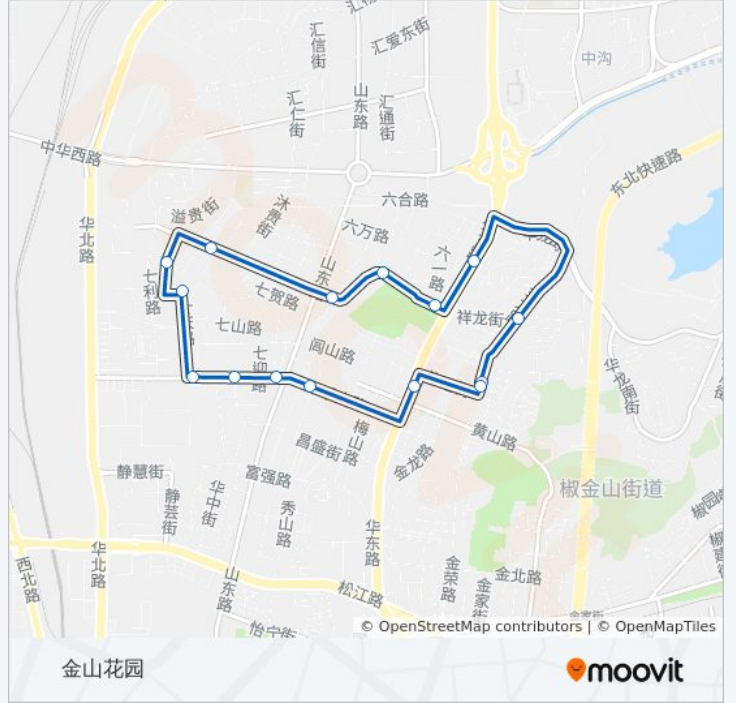 汇信街
汇爱东街
中沟
山东路
汇通街
汇仁街
中华西路
东北快速路
六合路
沐贵街
溢贵街
六万路
华北路
山东
六一路
七利路
七贺路
祥龙街
七山路
闾山路
华龙南街
梅山路
黄山路
昌盛街
金龙路
静慧街
富强路
椒金山街道
华中街
静芸街
秀山路
华东路
华北路
西北路
山东路
松江路
金荣路
金北路
金家街
怡宁街
© OpenStreetMap contributors | © OpenMapTiles
金山花园
moovit